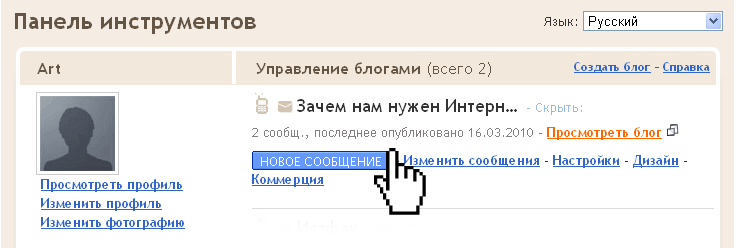 Панель инструментов
Язык: Русский
Art
Управление блогами (всего 2)
Создать блог - Справка
Зачем нам нужен Интерн... - Скрыть:
2 сообщ., последнее опубликовано 16.03.2010 - Просмотреть блог
НОВОЕ СООБЩЕНИЕ Изменить сообщения - Настройки - Дизайн -
Коммерция
Просмотреть профиль
Изменить профиль
Изменить фотографию